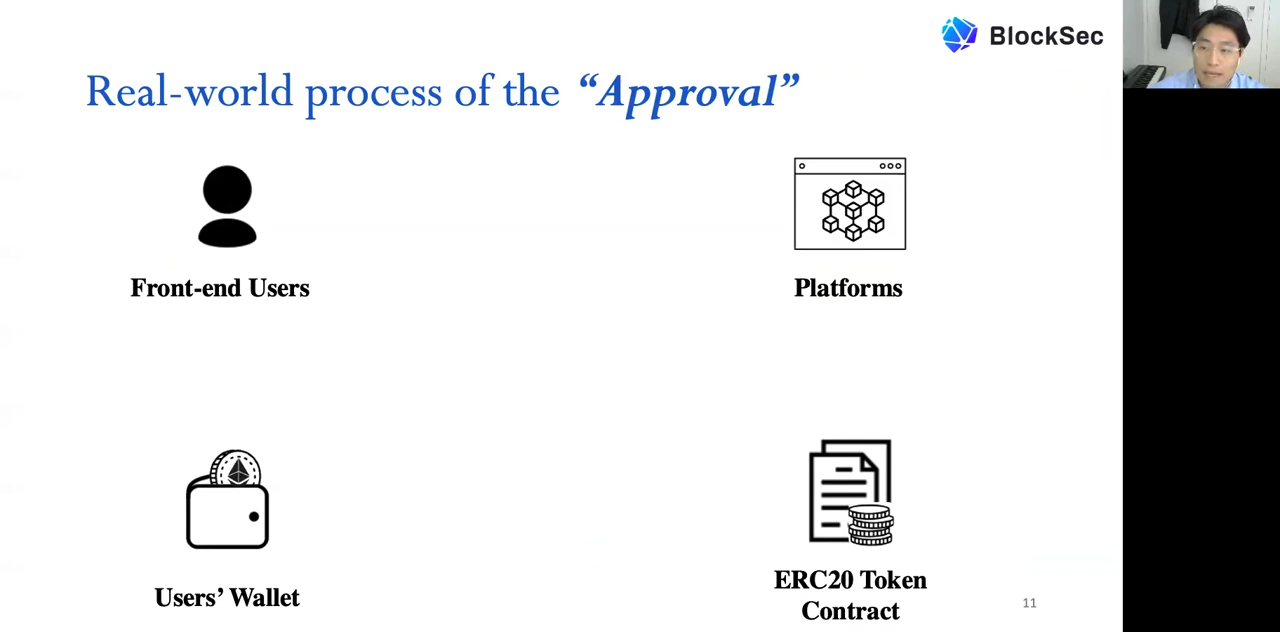 BlockSec
Real-world process of the “Approval”
Front-end Users
Platforms
Users’ Wallet
ERC20 Token
Contract
11